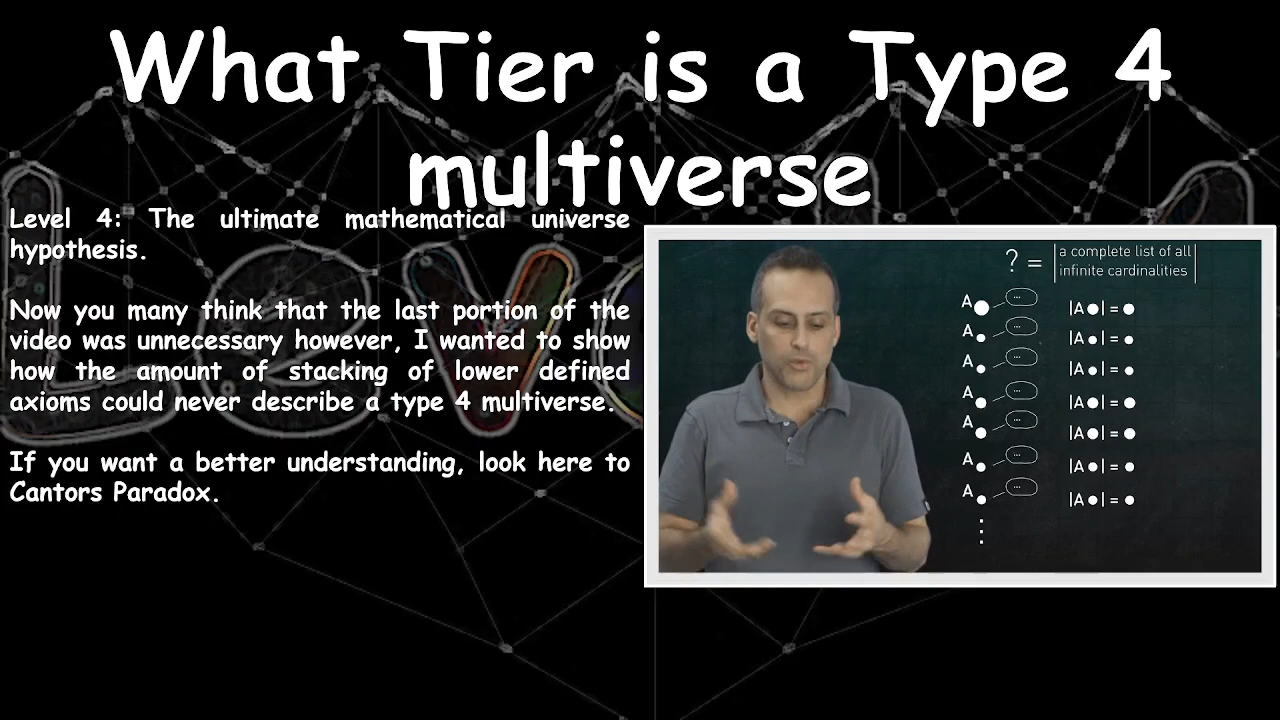 What Tier is a Type 4
multiverse
Level 4: The ultimate mathematical universe
hypothesis.
Now you many think that the last portion of the
video was unnecessary however, I wanted to show
how the amount of stacking of lower defined
axioms could never describe a type 4 multiverse.
If you want a better understanding, look here to
Cantors Paradox.
? = |a complete list of all
infinite cardinalities|
A ... |A●| = ●
A ... |A●| = ●
A ... |A●| = ●
A ... |A●| = ●
A ... |A●| = ●
A ... |A●| = ●
A ... |A●| = ●
⋮
Leve